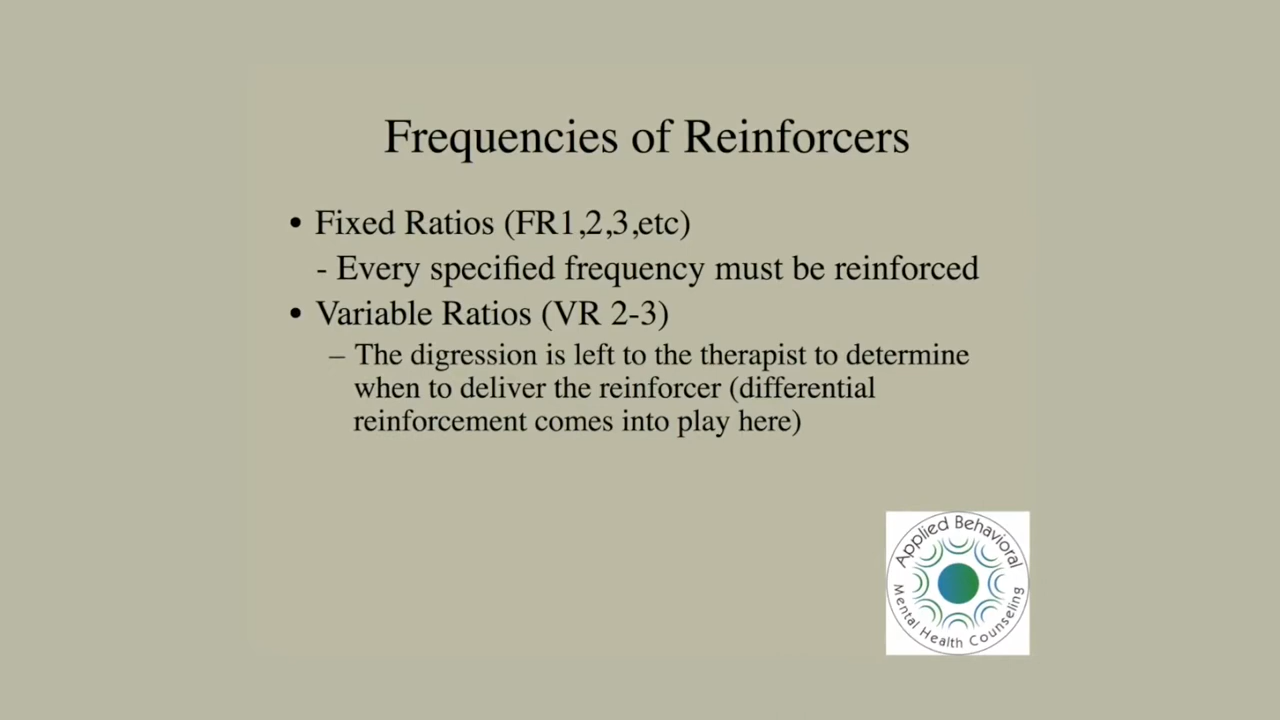 Frequencies of Reinforcers
• Fixed Ratios (FR1,2,3,etc)
- Every specified frequency must be reinforced
• Variable Ratios (VR 2-3)
– The digression is left to the therapist to determine
when to deliver the reinforcer (differential
reinforcement comes into play here)
Applied Behavioral
Mental Health Counseling